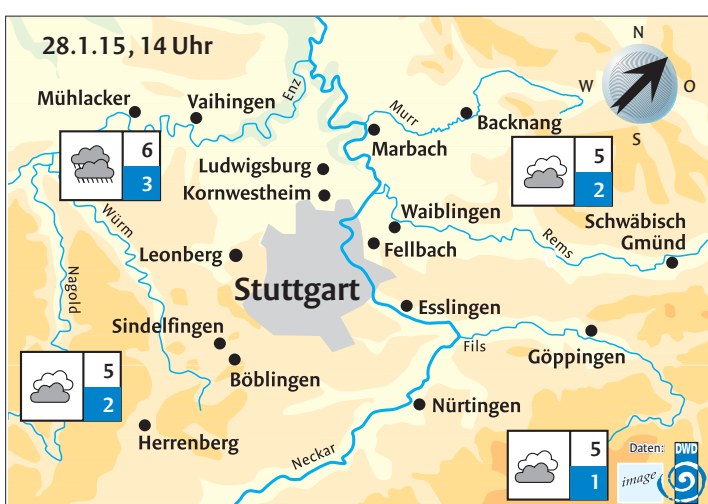 28.1.15, 14 Uhr
N
W
O
S
Enz
Mühlacker
Vaihingen
Murr
Backnang
Marbach
6
3
5
2
Ludwigsburg
Kornwestheim
Waiblingen
Schwäbisch
Gmünd
Würm
Rems
Fellbach
Leonberg
Nagold
Stuttgart
Esslingen
Sindelfingen
Fils
Göppingen
Böblingen
5
2
Nürtingen
Herrenberg
Neckar
5
1
Daten:
DWD
image